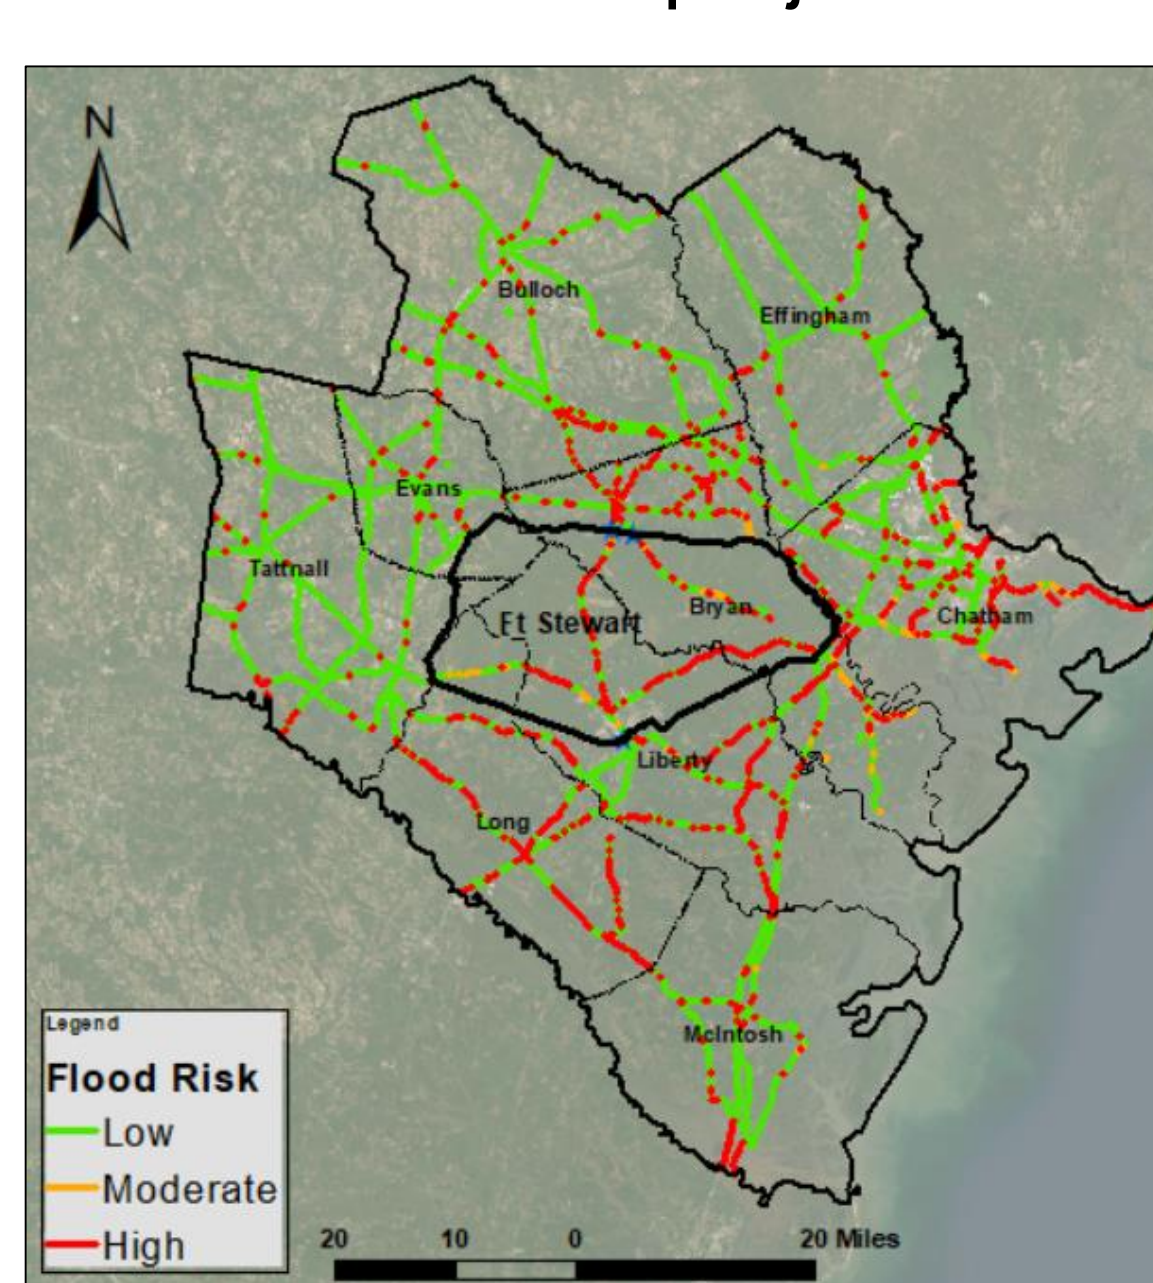 N
Bulloch
Effingham
Evans
Tattnall
Bryan
Ft Stewart
Chatham
Liberty
Long
McIntosh
Legend
Flood Risk
Low
Moderate
High
20 10 0 20 Miles